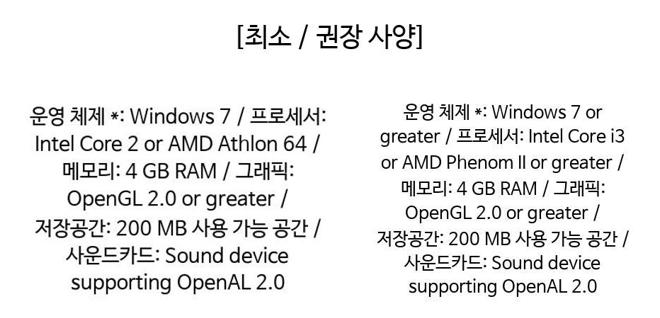 [최소 / 권장 사양]
운영 체제 *: Windows 7 / 프로세서:
Intel Core 2 or AMD Athlon 64 /
메모리: 4 GB RAM / 그래픽:
OpenGL 2.0 or greater /
저장공간: 200 MB 사용 가능 공간 /
사운드카드: Sound device
supporting OpenAL 2.0
운영 체제 *: Windows 7 or
greater / 프로세서: Intel Core i3
or AMD Phenom II or greater /
메모리: 4 GB RAM / 그래픽:
OpenGL 2.0 or greater /
저장공간: 200 MB 사용 가능 공간 /
사운드카드: Sound device
supporting OpenAL 2.0